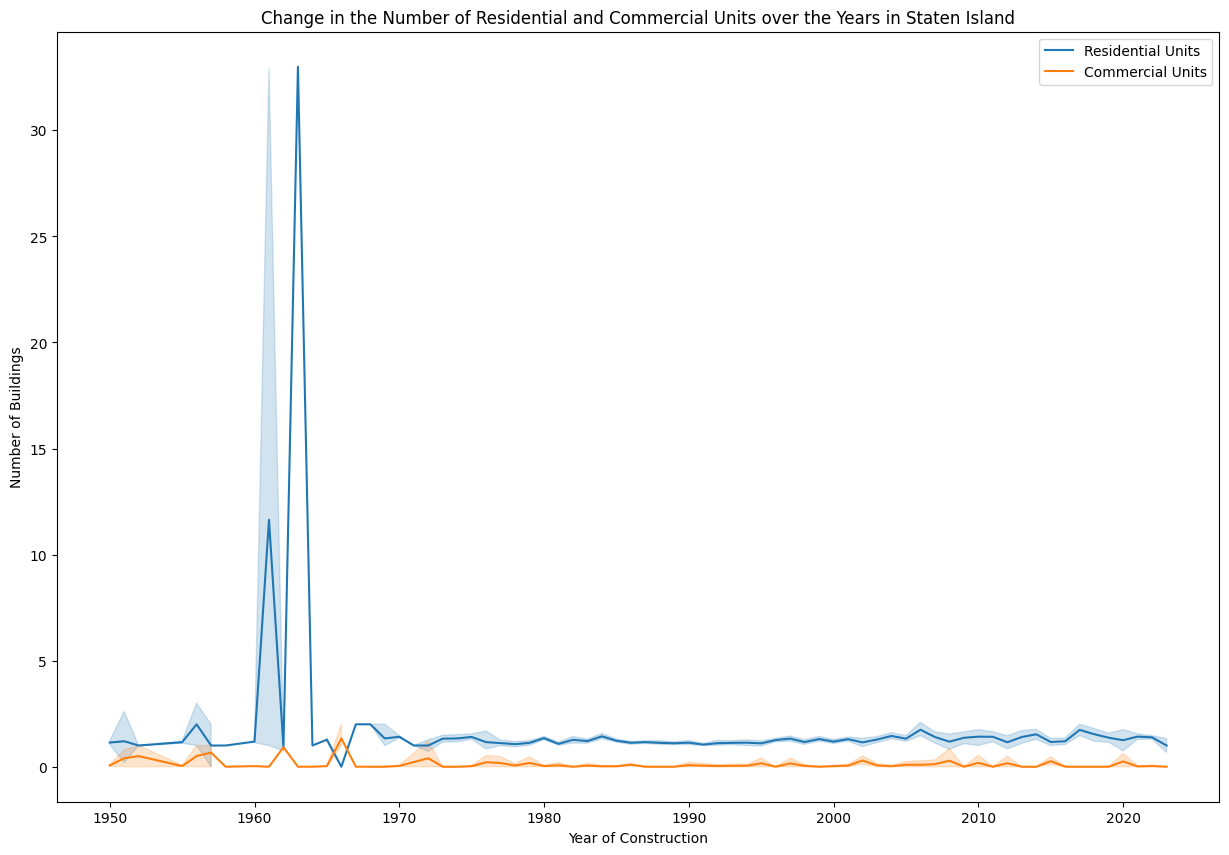 Change in the Number of Residential and Commercial Units over the Years in Staten Island
Residential Units
Commercial Units
Number of Buildings
30
25
20
15
10
5
0
1950 1960 1970 1980 1990 2000 2010 2020
Year of Construction